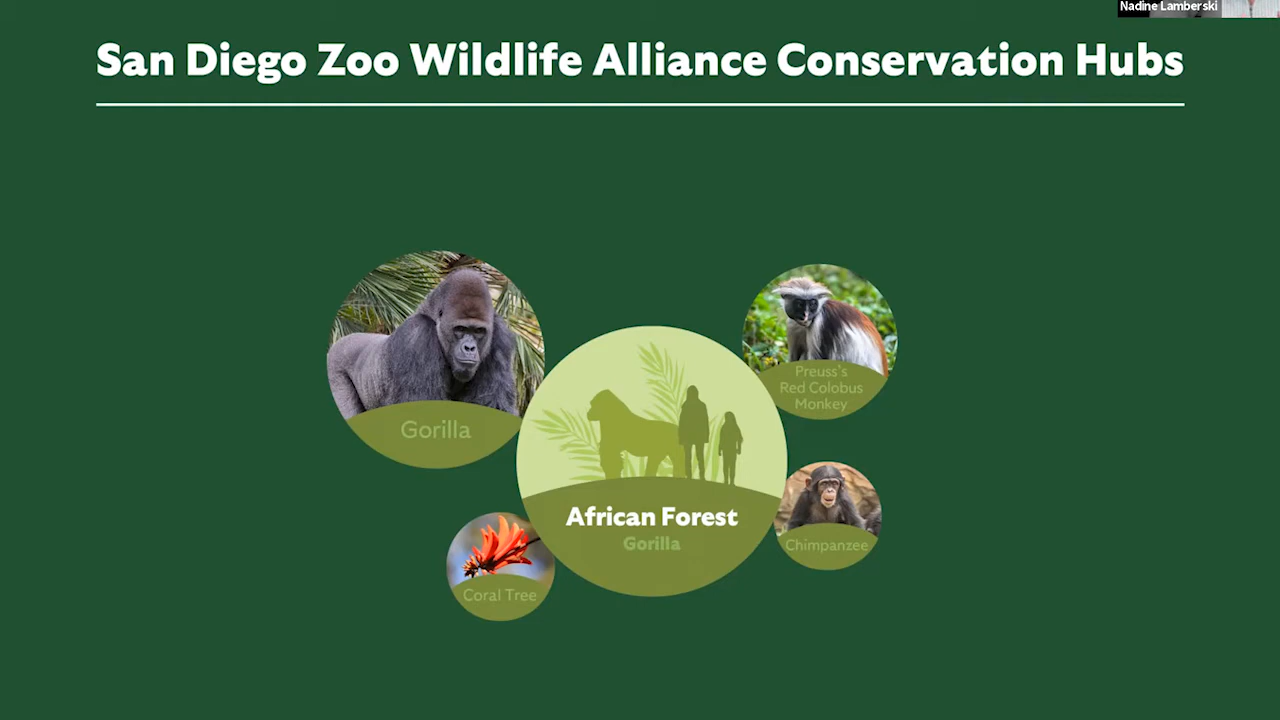 Nadine Lamberski
San Diego Zoo Wildlife Alliance Conservation Hubs
Gorilla
Preuss's
Red Colobus
Monkey
African Forest
Gorilla
Chimpanzee
Coral Tree